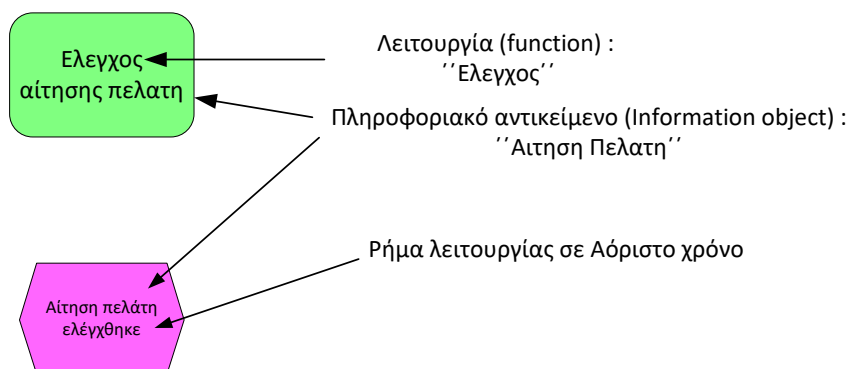 Ελεγχος
αίτησης πελατη
Λειτουργία (function) :
΄΄Ελεγχος΄΄
Πληροφοριακό αντικείμενο (Information object) :
΄΄Αιτηση Πελατη΄΄
Ρήμα λειτουργίας σε Αόριστο χρόνο
Αίτηση πελάτη
ελέγχθηκε